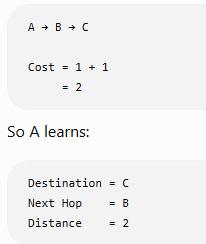 A → B → C
Cost = 1 + 1
= 2
So A learns:
Destination = C
Next Hop = B
Distance = 2